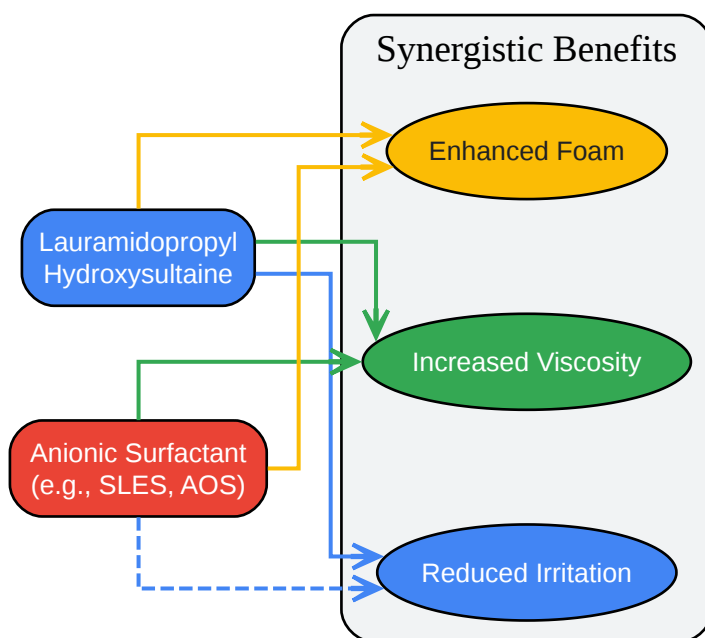 Synergistic Benefits
Enhanced Foam
Lauramidopropyl
Hydroxysultaine
Increased Viscosity
Anionic Surfactant
(e.g., SLES, AOS)
Reduced Irritation